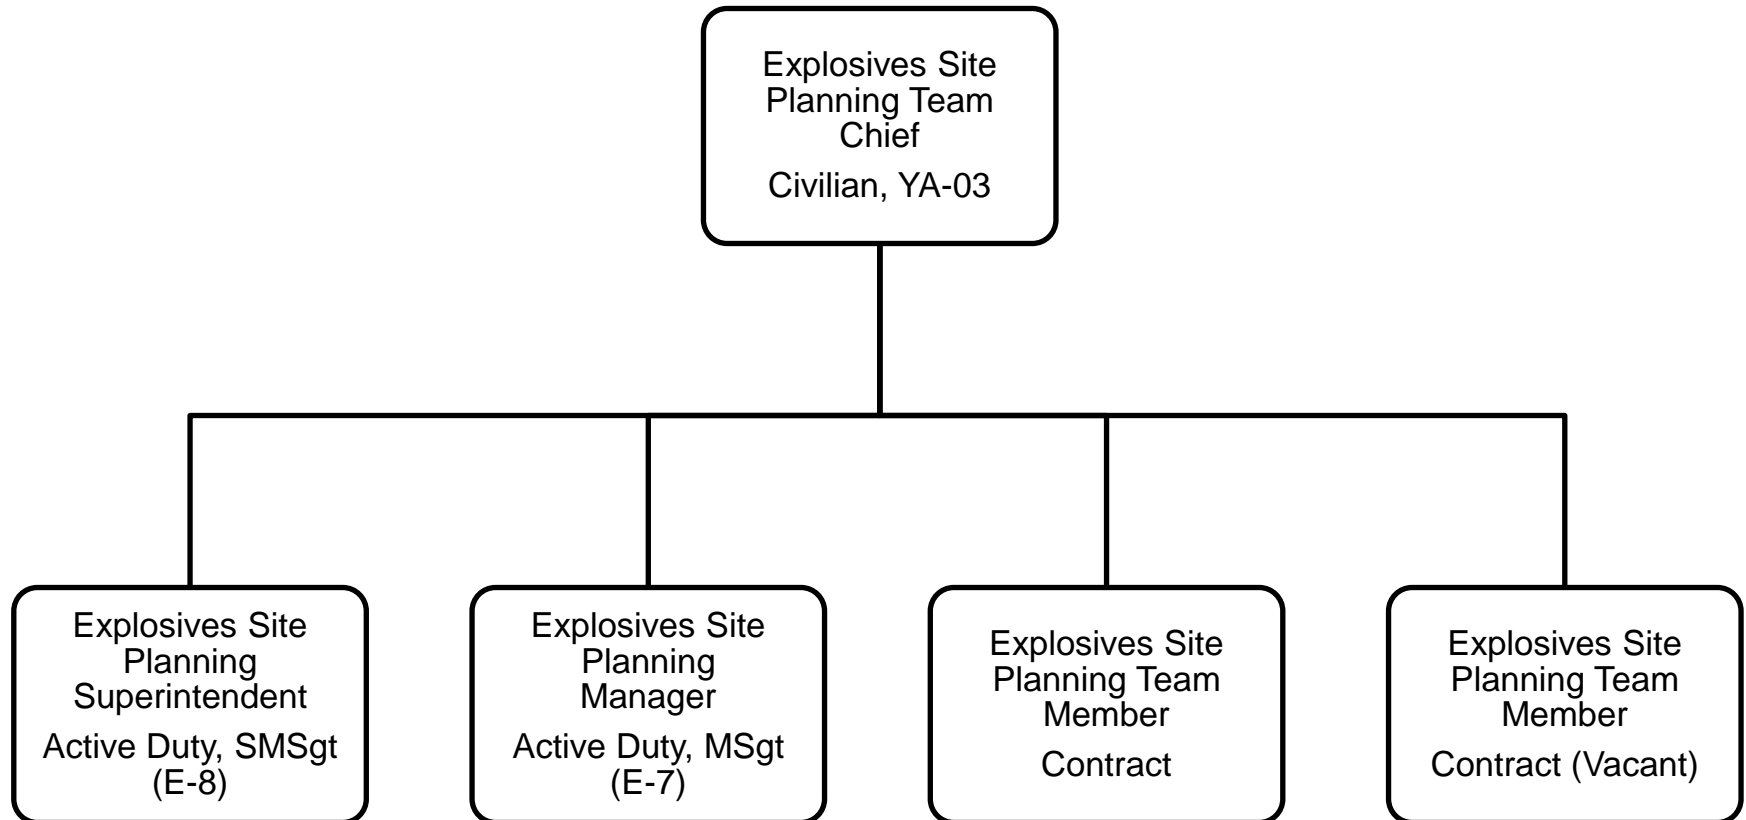 Explosives Site
Planning Team
Chief
Civilian, YA-03
Explosives Site
Planning
Superintendent
Active Duty, SMSgt
(E-8)
Explosives Site
Planning
Manager
Active Duty, MSgt
(E-7)
Explosives Site
Planning Team
Member
Contract
Explosives Site
Planning Team
Member
Contract (Vacant)